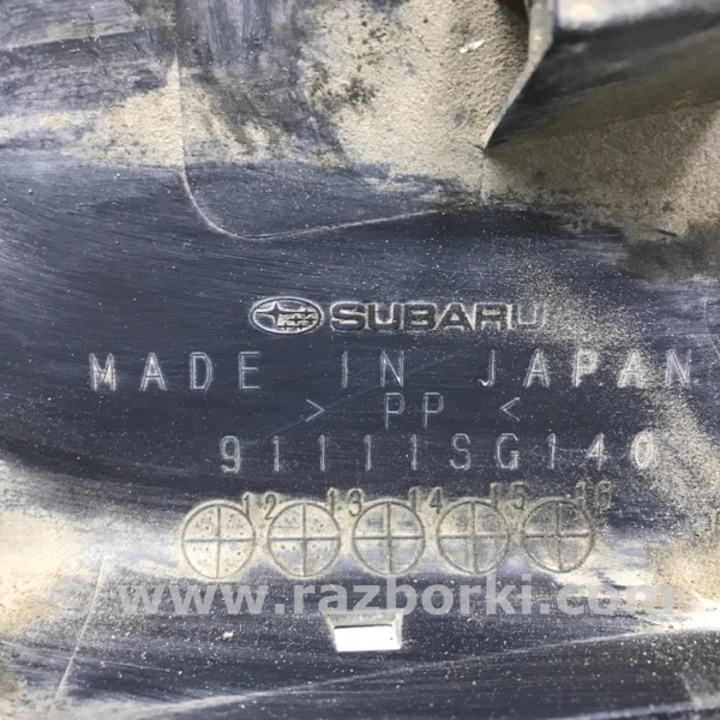 SUBARU
MADE IN JAPAN
> PP <
91111SG140
12 13 14 15 16
© www.razborki.com